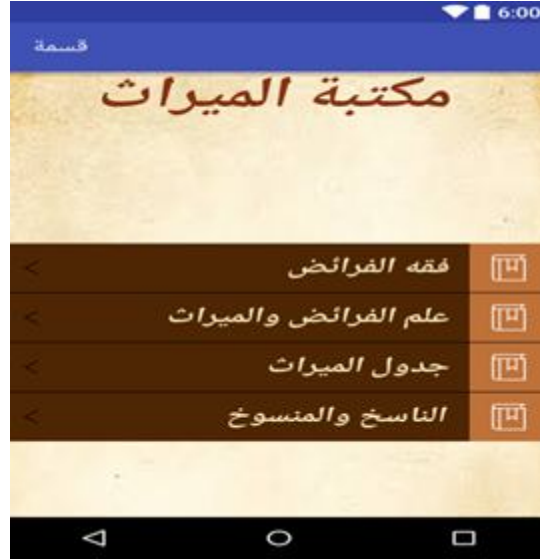 6:00
قسمة
مكتبة الميراث
فقه الفرائض
علم الفرائض والميراث
جدول الميراث
الناسخ والمنسوخ